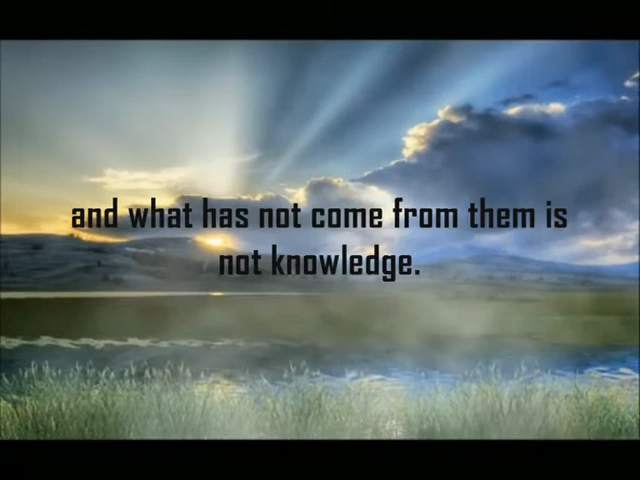 and what has not come from them is
not knowledge.